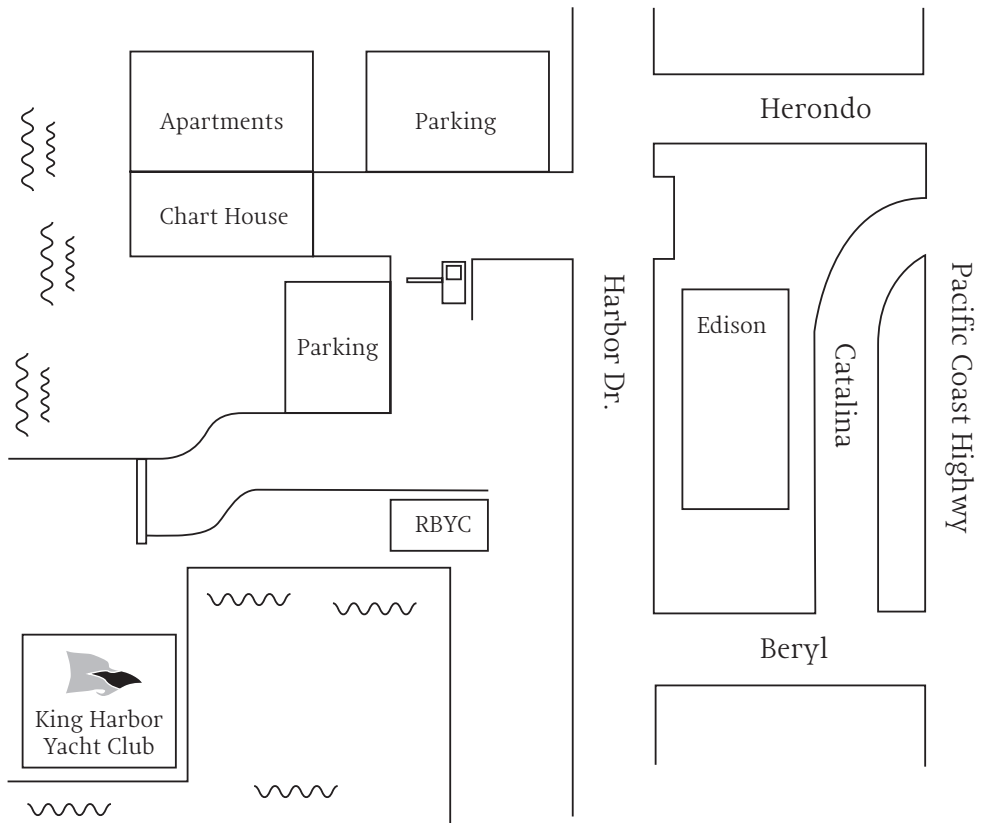 Herondo
Apartments
Parking
Chart House
Harbor Dr.
Pacific Coast Highwy
Edison
Parking
Catalina
RBYC
Beryl
King Harbor
Yacht Club